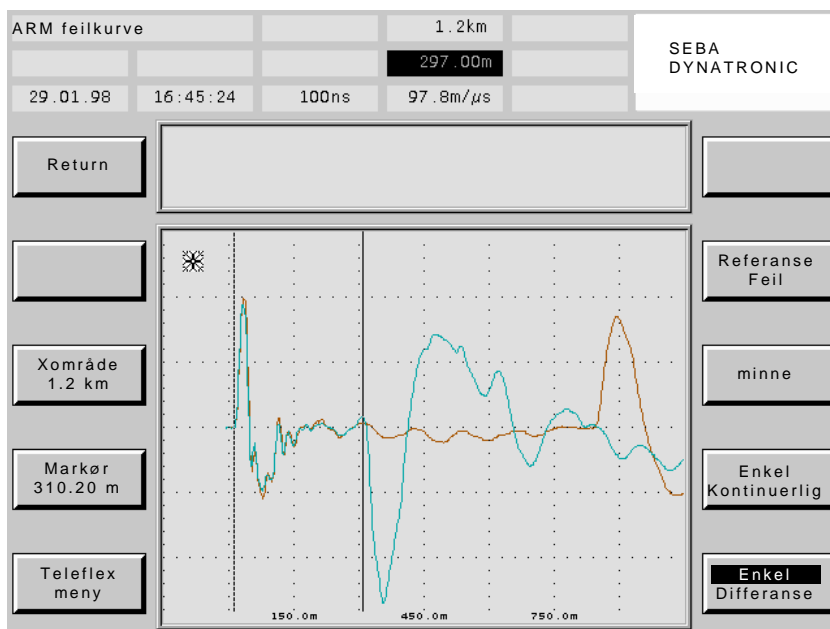 ARM feilkurve
1.2km
297.00m
29.01.98
16:45:24
100ns
97.8m/µs
SEBA
DYNATRONIC
Return
Xområde
1.2 km
Markør
310.20 m
Teleflex
meny
150.0m
450.0m
750.0m
Referanse
Feil
minne
Enkel
Kontinuerlig
Enkel
Differanse